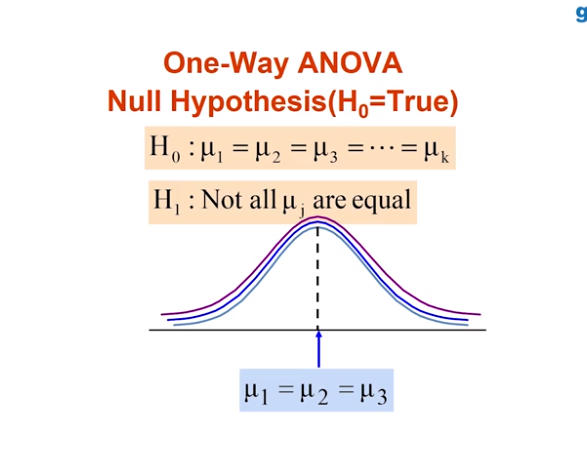 g
One-Way ANOVA
Null Hypothesis(H₀=True)
H₀ : μ₁ = μ₂ = μ₃ = ⋯ = μₖ
H₁ : Not all μⱼ are equal
μ₁ = μ₂ = μ₃